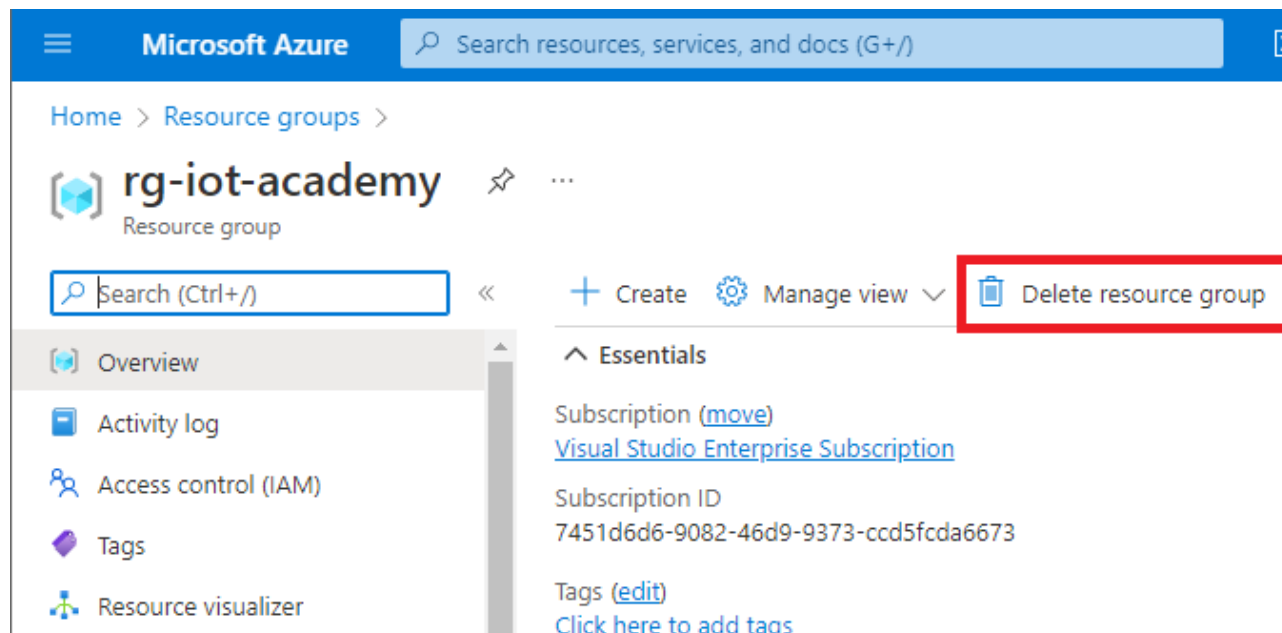 Microsoft Azure
Search resources, services, and docs (G+/)
Home > Resource groups >
rg-iot-academy ...
Resource group
Search (Ctrl+/) «
Create Manage view Delete resource group
Overview
Activity log
Access control (IAM)
Tags
Resource visualizer
Essentials
Subscription (move)
Visual Studio Enterprise Subscription
Subscription ID
7451d6d6-9082-46d9-9373-ccd5fcda6673
Tags (edit)
Click here to add tags